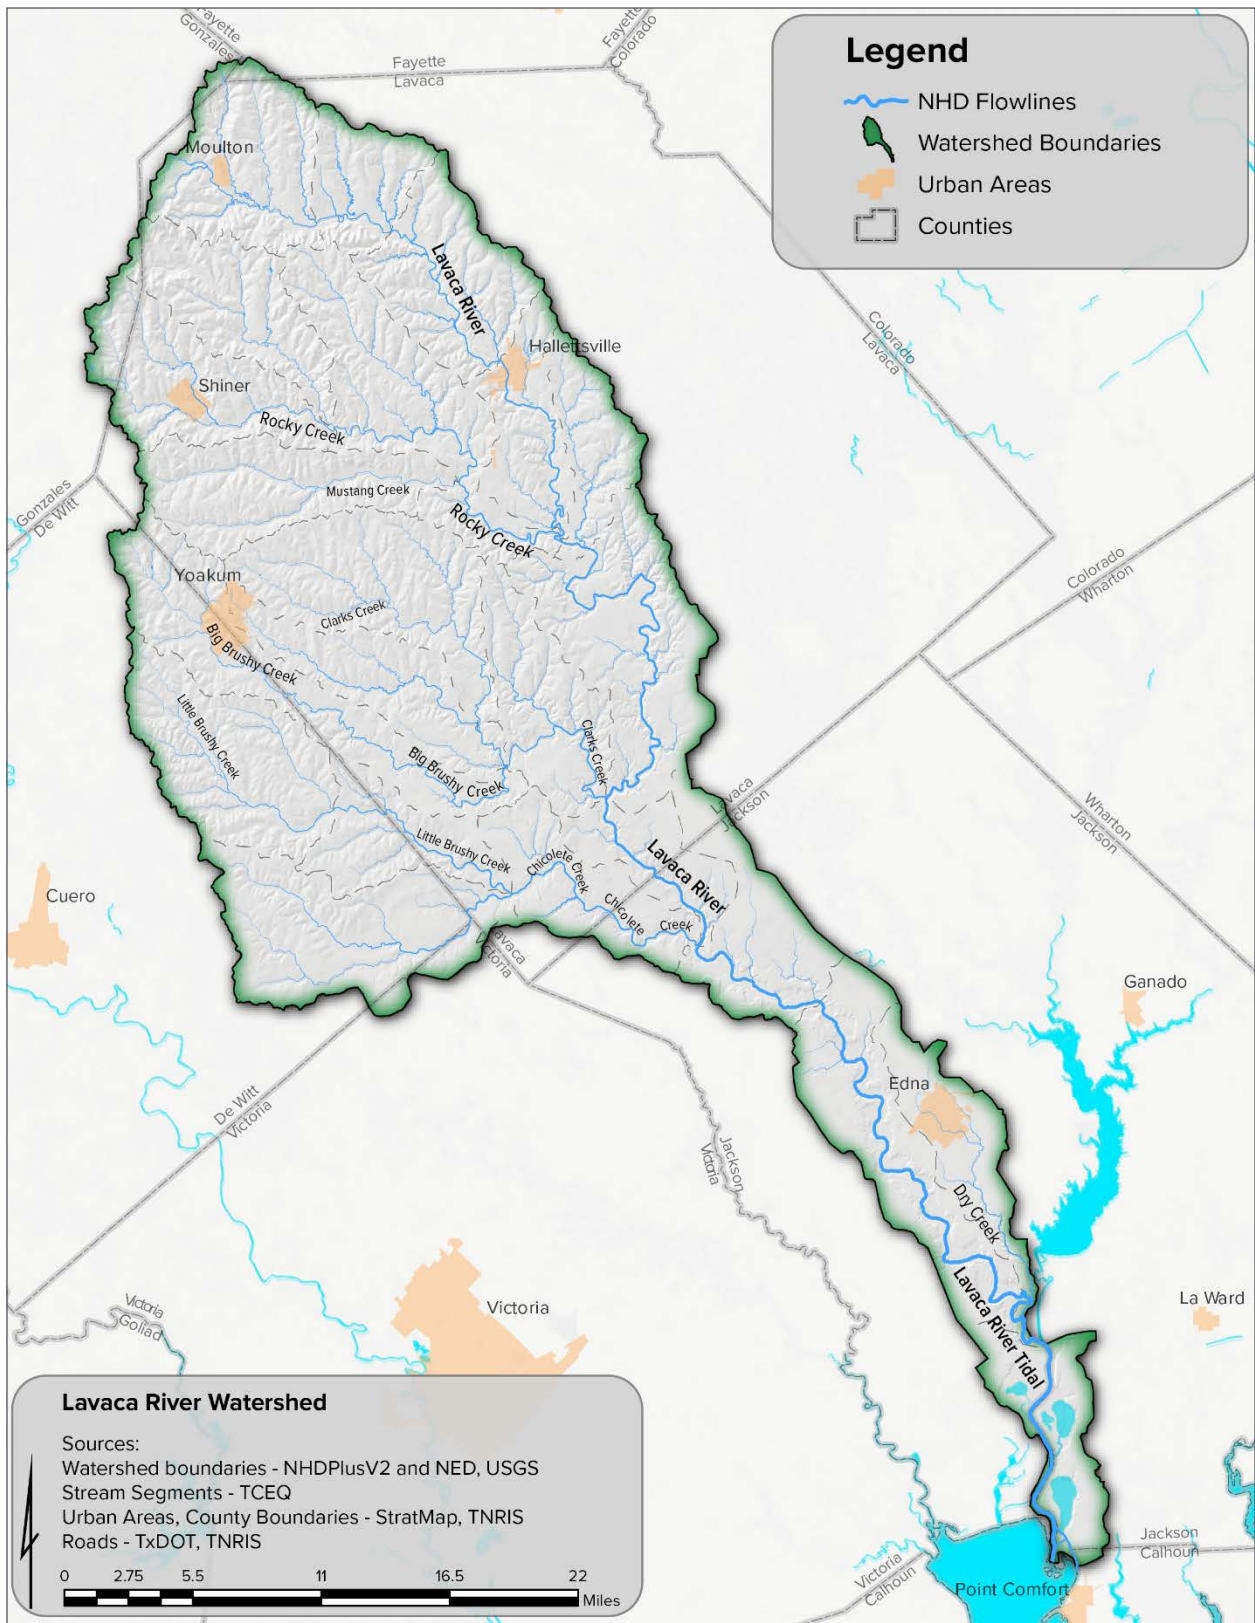 Fayette
Gonzales
Fayette
Lavaca
Fayette
Colorado
Legend
NHD Flowlines
Watershed Boundaries
Urban Areas
Counties
Moulton
Lavaca River
Hallettsville
Colorado
Lavaca
Shiner
Rocky Creek
Mustang Creek
Rocky Creek
Gonzales
De Witt
Colorado
Wharton
Yoakum
Clarks Creek
Big Brushy Creek
Little Brushy Creek
Clarks Creek
Big Brushy Creek
Lavaca
Jackson
Wharton
Jackson
Little Brushy Creek
Chicolete Creek
Lavaca River
Chicolete
Creek
Cuero
Lavaca
Victoria
Ganado
De Witt
Victoria
Edna
Jackson
Victoria
Dry Creek
Lavaca River Tidal
La Ward
Victoria
Goliad
Victoria
Lavaca River Watershed
Sources:
Watershed boundaries - NHDPlusV2 and NED, USGS
Stream Segments - TCEQ
Urban Areas, County Boundaries - StratMap, TNRIS
Roads - TxDOT, TNRIS
0 2.75 5.5 11 16.5 22
Miles
Jackson
Calhoun
Victoria
Calhoun
Point Comfort